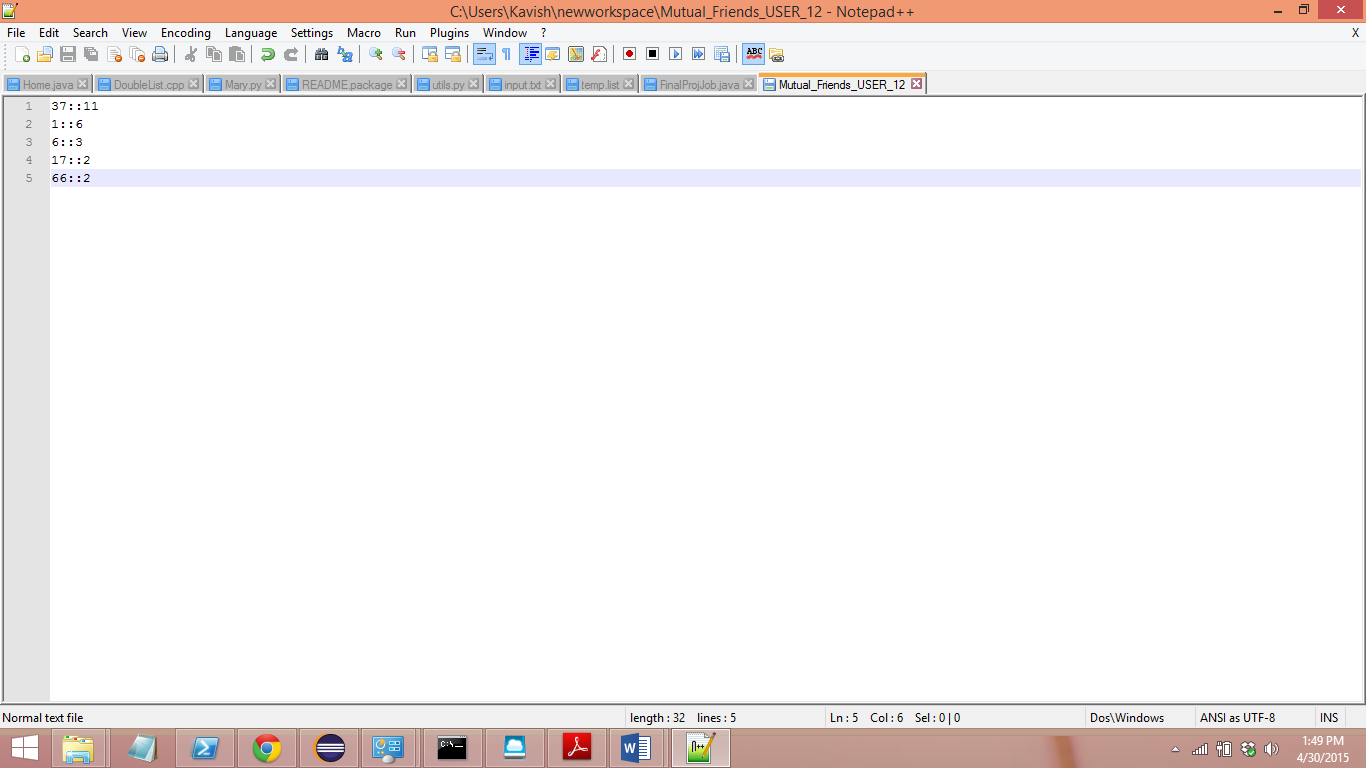 C:\Users\Kavish\newworkspace\Mutual_Friends_USER_12 - Notepad++
File Edit Search View Encoding Language Settings Macro Run Plugins Window ? X
ABC
Home.java DoubleList.cpp Mary.py README.package utils.py input.txt temp.list FinalProjJob.java Mutual_Friends_USER_12
1 37::11
2 1::6
3 6::3
4 17::2
5 66::2
Normal text file length : 32 lines : 5 Ln : 5 Col : 6 Sel : 0 | 0 Dos\Windows ANSI as UTF-8 INS
1:49 PM
4/30/2015